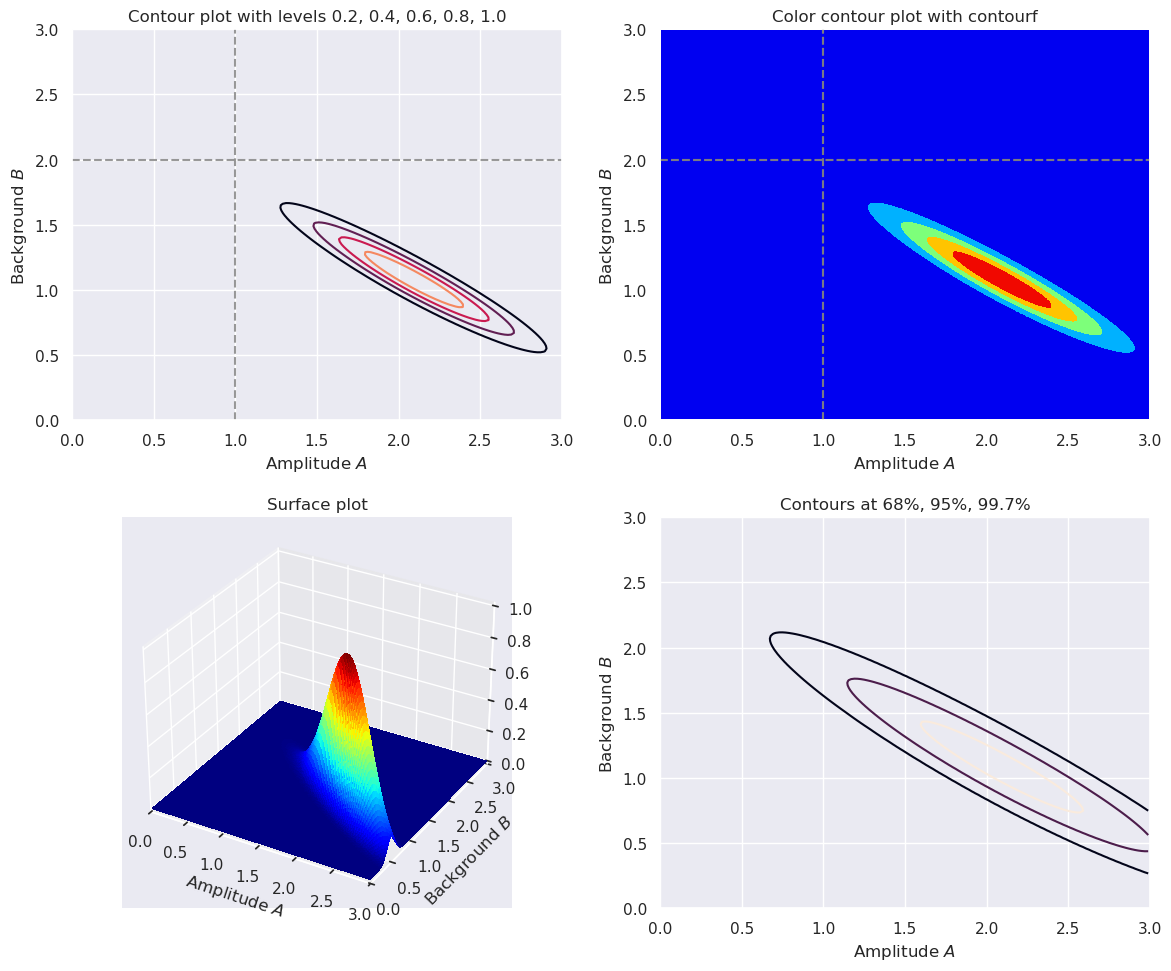 Contour plot with levels 0.2, 0.4, 0.6, 0.8, 1.0
3.0
2.5
2.0
1.5
1.0
0.5
0.0
Background B
0.0 0.5 1.0 1.5 2.0 2.5 3.0
Amplitude A
Color contour plot with contourf
3.0
2.5
2.0
1.5
1.0
0.5
0.0
Background B
0.0 0.5 1.0 1.5 2.0 2.5 3.0
Amplitude A
Surface plot
1.0
0.8
0.6
0.4
0.2
0.0
3.0
2.5
2.0
1.5
1.0
0.5
0.0
Background B
0.0 0.5 1.0 1.5 2.0 2.5 3.0
Amplitude A
Contours at 68%, 95%, 99.7%
3.0
2.5
2.0
1.5
1.0
0.5
0.0
Background B
0.0 0.5 1.0 1.5 2.0 2.5 3.0
Amplitude A